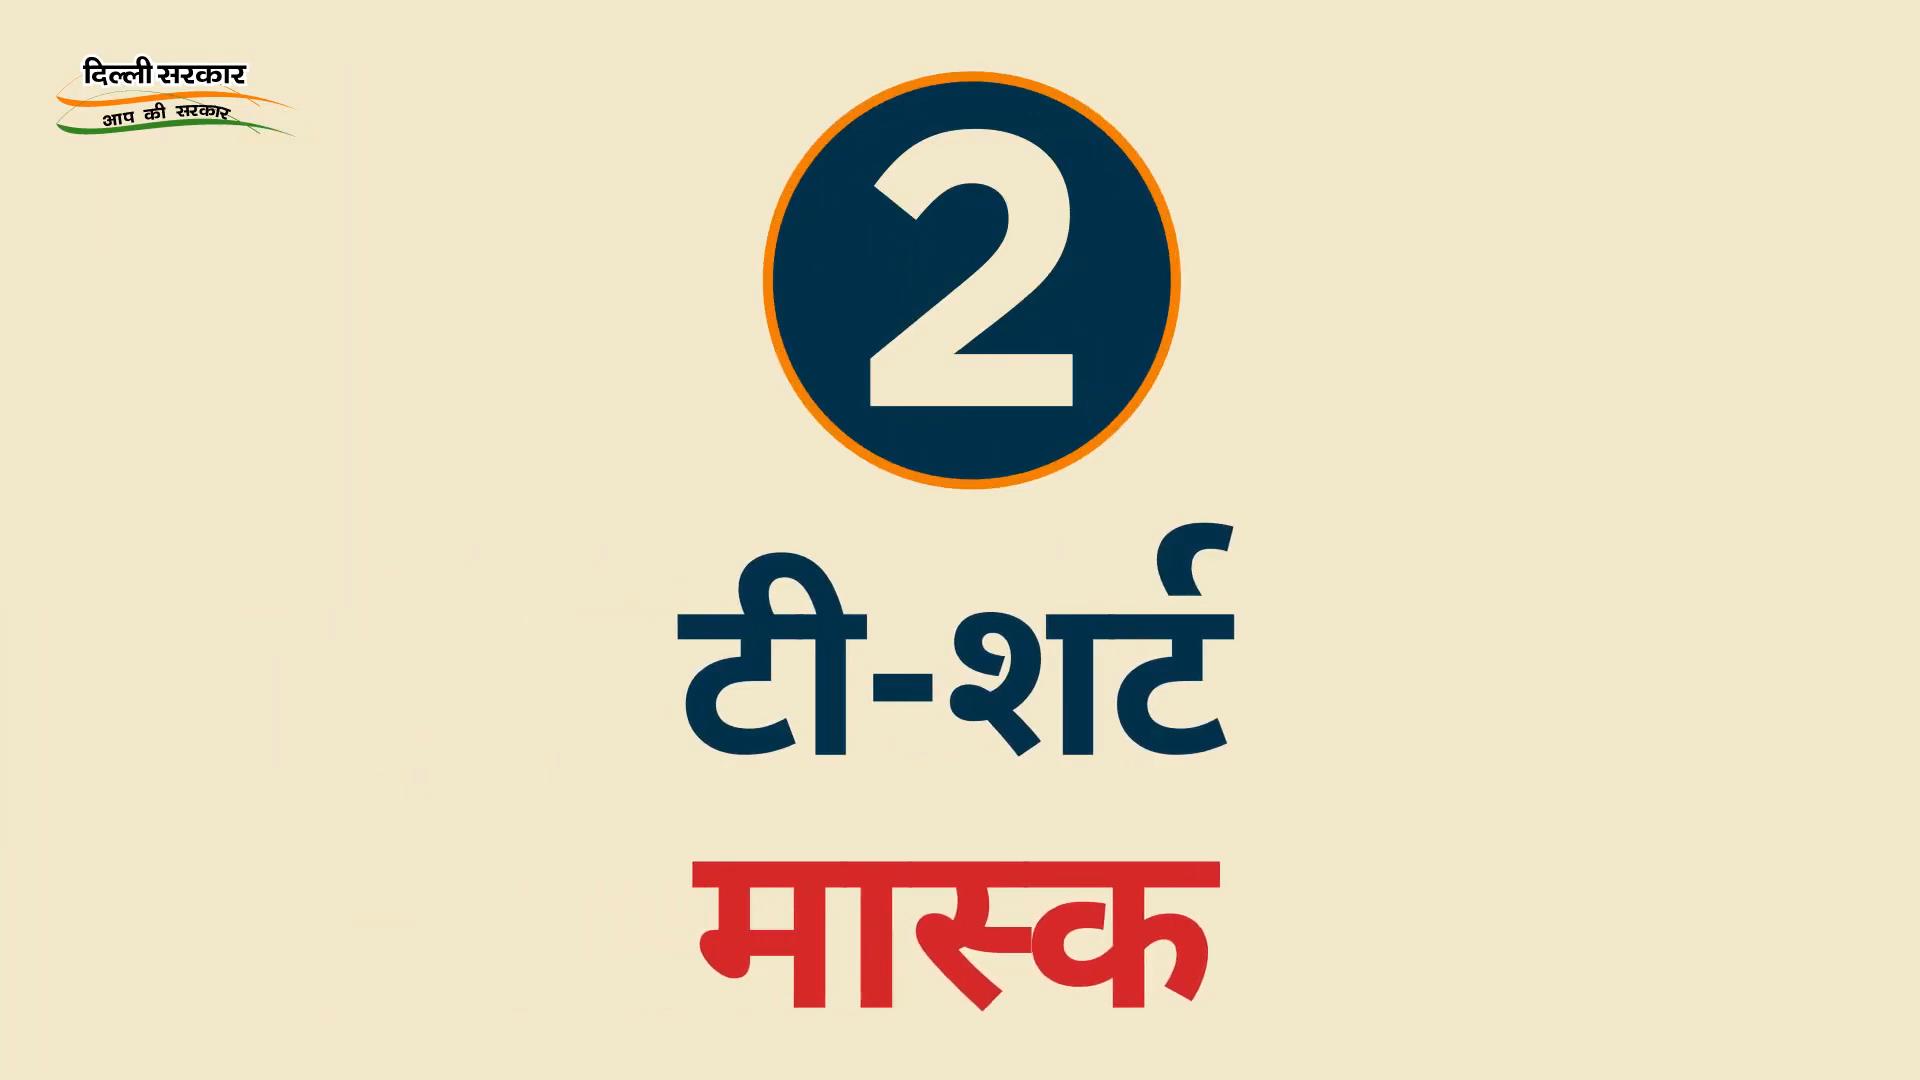 दिल्ली सरकार
आप की सरकार
2
टी-शर्ट
मास्क